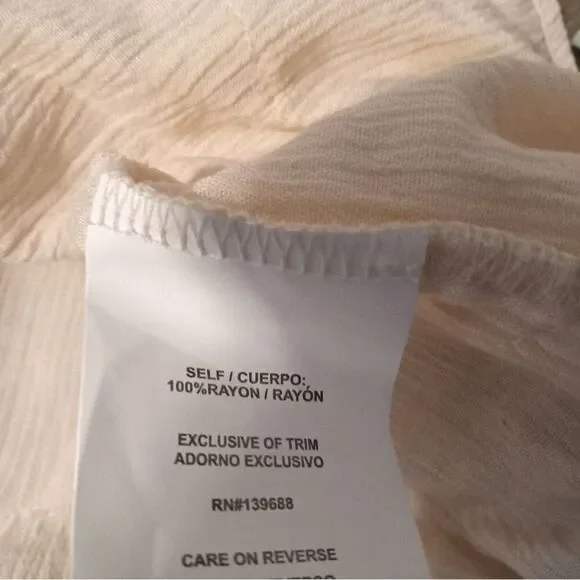 SELF / CUERPO:
100%RAYON / RAYÓN
EXCLUSIVE OF TRIM
ADORNO EXCLUSIVO
RN#139688
CARE ON REVERSE